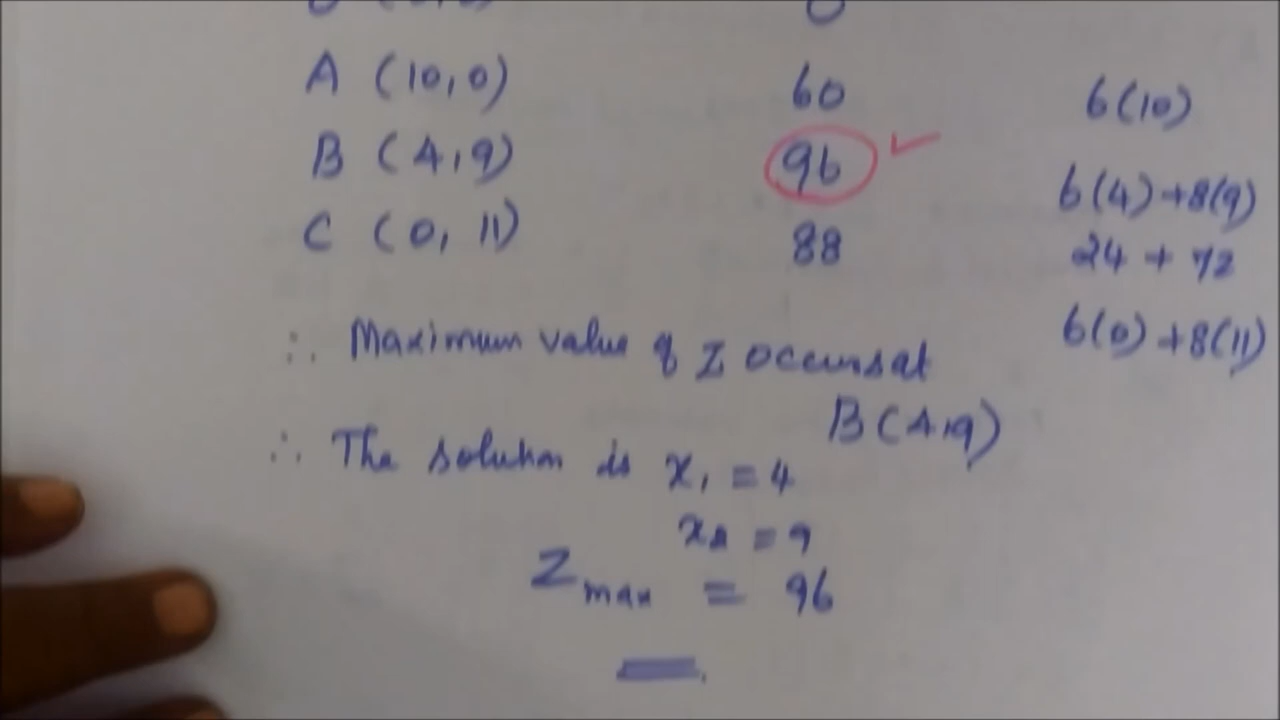 A (10,0) 60 6(10)
B (4,9) 96 ✓ 6(4)+8(9)
24 + 72
C (0, 11) 88
6(0)+8(11)
∴ Maximum value of Z occurs at
B(4,9)
∴ The solution is x₁ = 4
x₂ = 9
Z max = 96